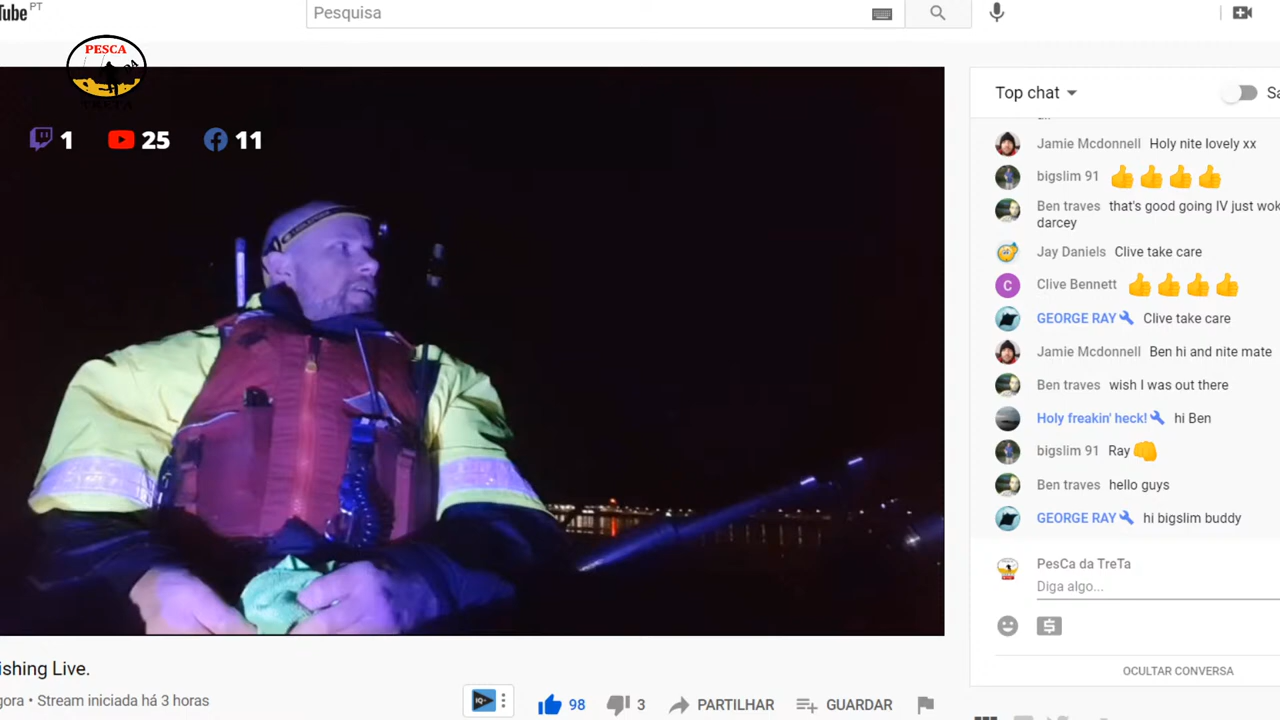 Tube PT
Pesquisa
PESCA
TRETA
1 25 11
Top chat
Jamie Mcdonnell Holy nite lovely xx
bigslim 91
Ben traves that's good going IV just
darcey
Jay Daniels Clive take care
C
Clive Bennett
GEORGE RAY Clive take care
Jamie Mcdonnell Ben hi and nite mate
Ben traves wish I was out there
Holy freakin' heck! hi Ben
bigslim 91 Ray
Ben traves hello guys
GEORGE RAY hi bigslim buddy
PesCa da TreTa
Diga algo...
OCULTAR CONVERSA
ishing Live.
gora • Stream iniciada há 3 horas
IQ
98 3 PARTILHAR GUARDAR